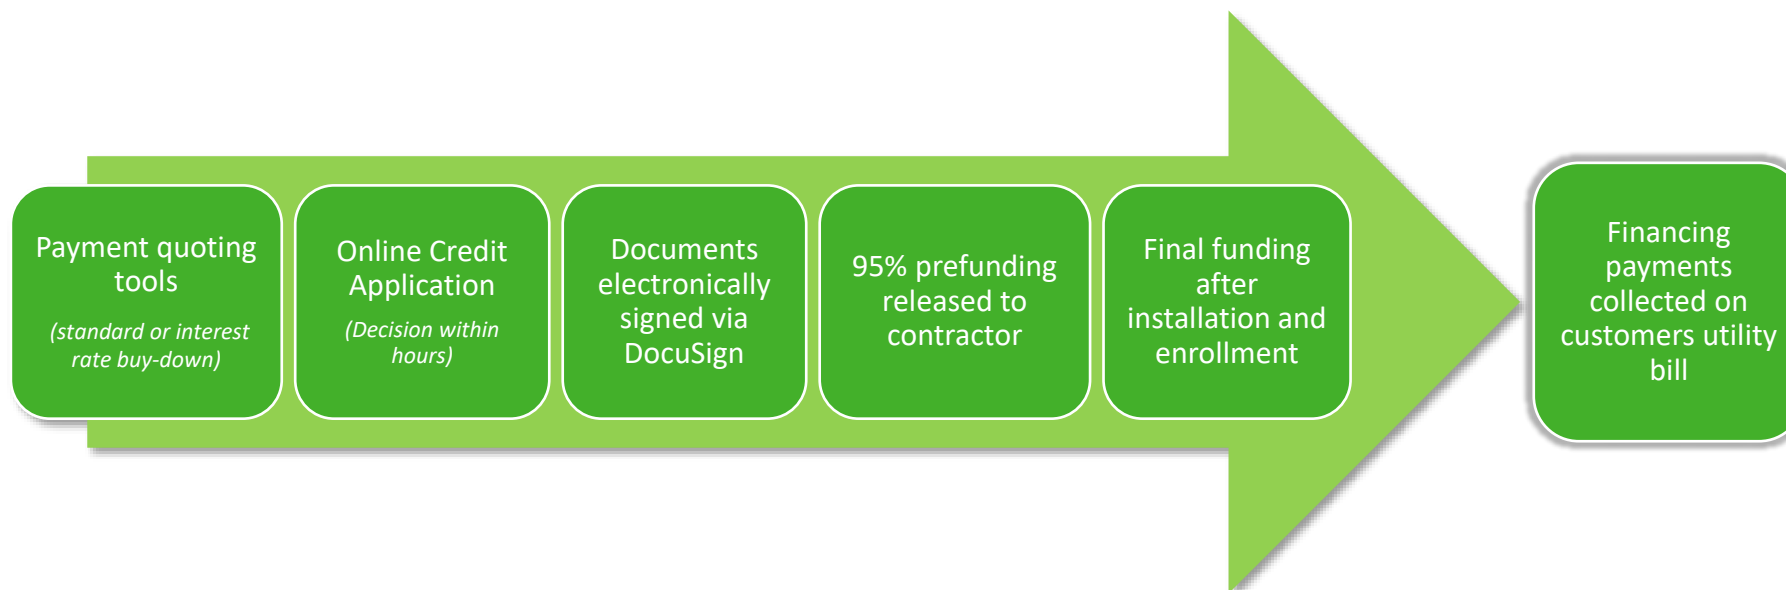 Payment quoting
tools
(standard or interest
rate buy-down)
Online Credit
Application
(Decision within
hours)
Documents
electronically
signed via
DocuSign
95% prefunding
released to
contractor
Final funding
after
installation and
enrollment
Financing
payments
collected on
customers utility
bill